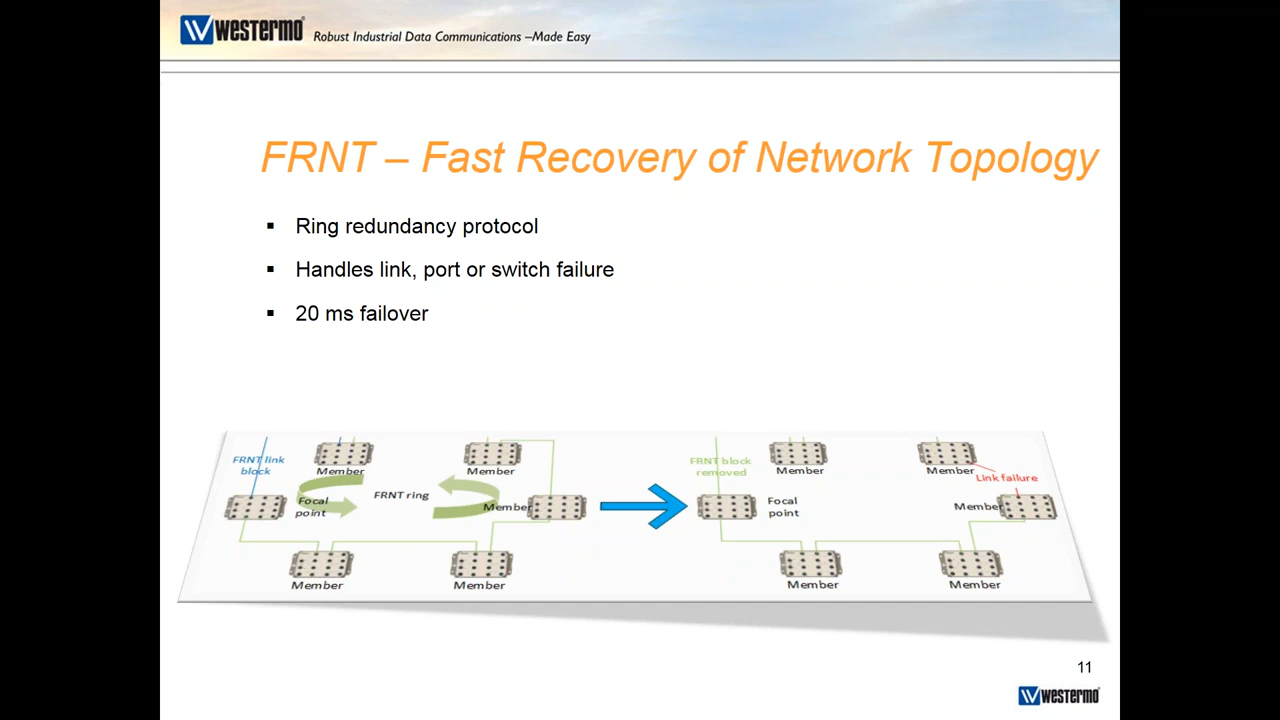 westermo Robust Industrial Data Communications –Made Easy
FRNT – Fast Recovery of Network Topology
Ring redundancy protocol
Handles link, port or switch failure
20 ms failover
FRNT link
block
Member
Member
FRNT ring
Focal
point
Member
Member
Member
FRNT block
removed
Member
Member
Link failure
Focal
point
Member
Member
Member
11
westermo